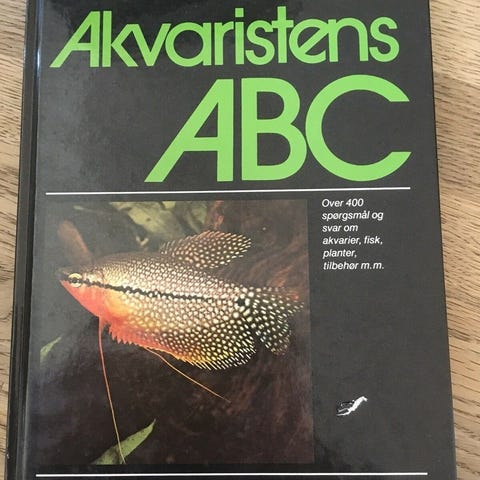 Akvaristens
ABC
Over 400
spørgsmål og
svar om
akvarier, fisk,
planter,
tilbehør m.m.